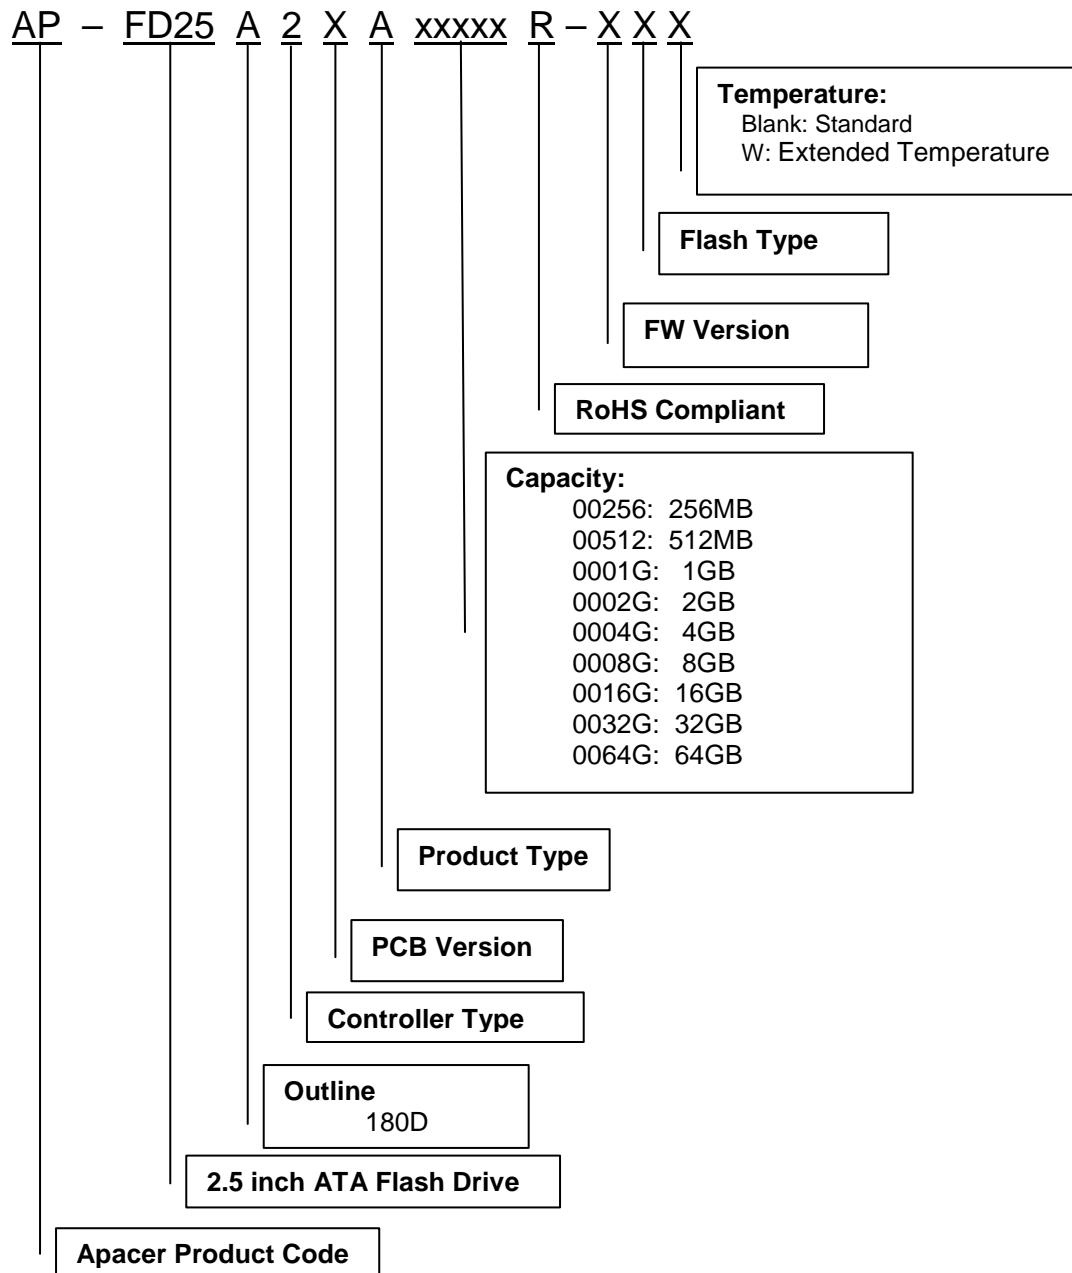 AP – FD25 A 2 X A xxxxx R – X X X
Temperature:
Blank: Standard
W: Extended Temperature
Flash Type
FW Version
RoHS Compliant
Capacity:
00256: 256MB
00512: 512MB
0001G: 1GB
0002G: 2GB
0004G: 4GB
0008G: 8GB
0016G: 16GB
0032G: 32GB
0064G: 64GB
Product Type
PCB Version
Controller Type
Outline
180D
2.5 inch ATA Flash Drive
Apacer Product Code